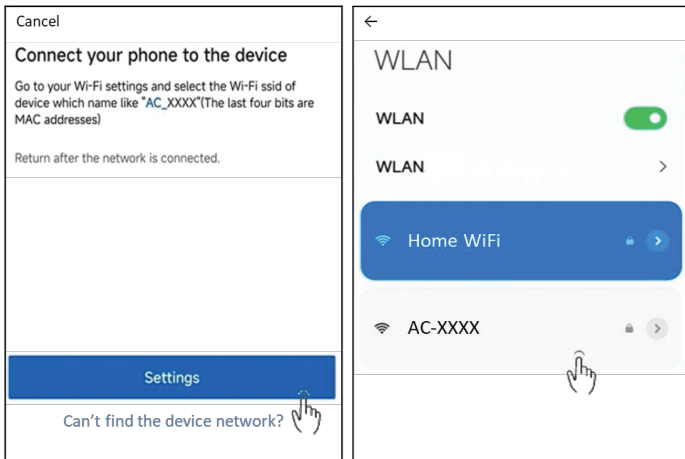 Cancel
Connect your phone to the device
Go to your Wi-Fi settings and select the Wi-Fi ssid of
device which name like "AC_XXXX"(The last four bits are
MAC addresses)
Return after the network is connected.
Settings
Can't find the device network?
WLAN
WLAN
WLAN
Home WiFi
AC-XXXX